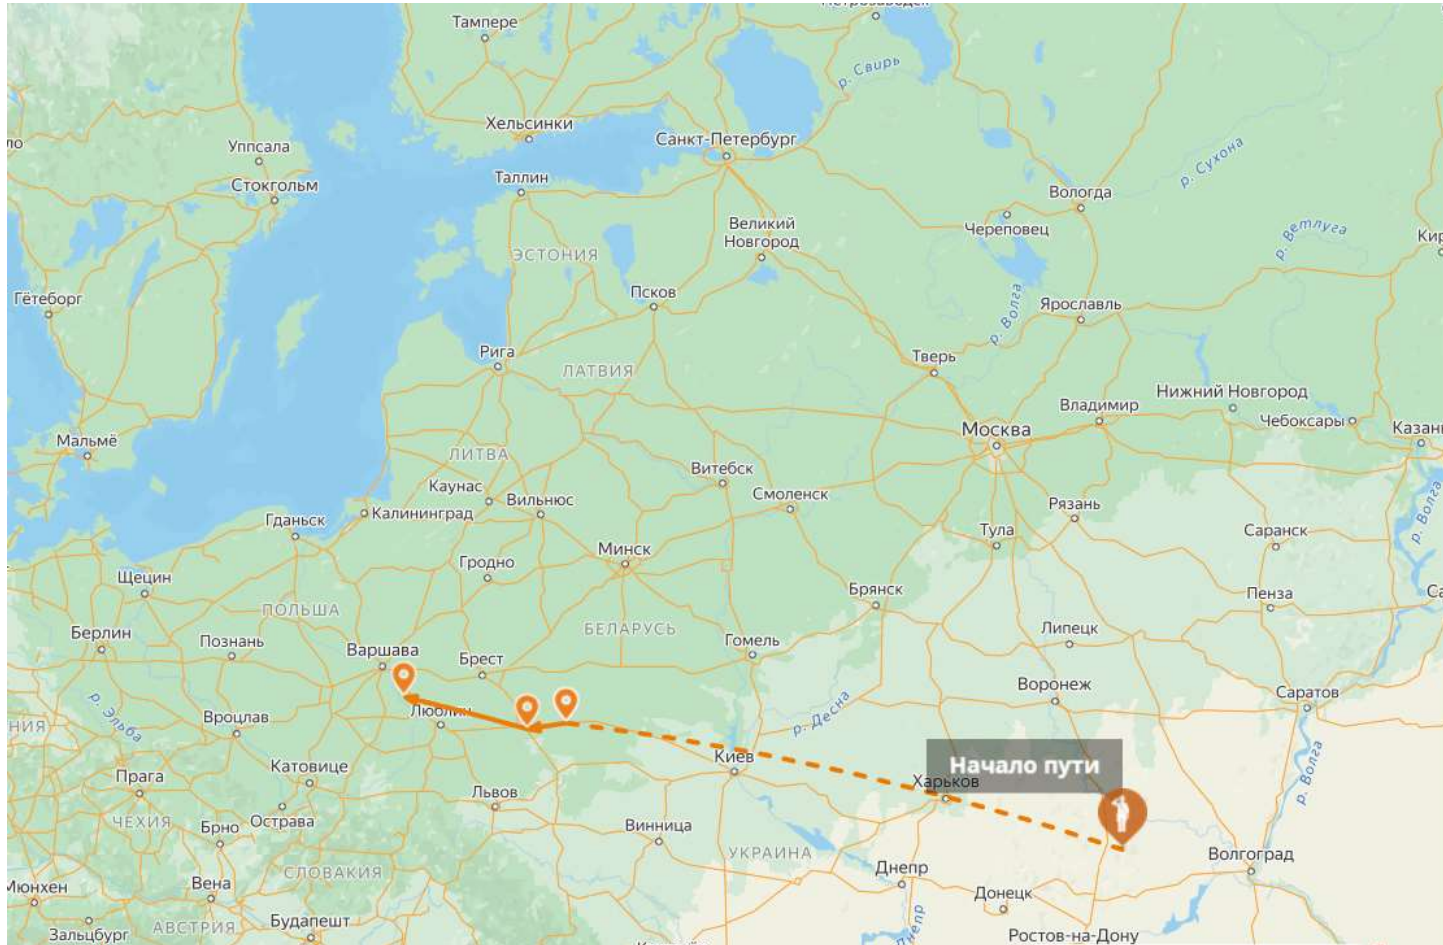 Тампере
р. Свирь
Хельсинки
Санкт-Петербург
Уппсала
р. Сухона
Таллин
Стокгольм
Вологда
Великий
Новгород
Череповец
р. Ветлуга
ЭСТОНИЯ
Псков
Гётеборг
р. Волга
Ярославль
Рига
Тверь
ЛАТВИЯ
Нижний Новгород
Владимир
Чебоксары
Москва
Мальмё
ЛИТВА
Витебск
Каунас
Вильнюс
Смоленск
Рязань
р. Волга
Гданьск
Калининград
Тула
Саранск
Минск
Гродно
Щецин
Брянск
Пенза
ПОЛЬША
БЕЛАРУСЬ
Липецк
Берлин
Познань
Варшава
Брест
Гомель
Воронеж
Саратов
р. Эльба
Вроцлав
Люблин
р. Десна
Киев
Начало пути
р. Волга
Катовице
Прага
Харьков
Львов
ЧЕХИЯ
Брно
Острава
Винница
УКРАИНА
Волгоград
СЛОВАКИЯ
Днепр
Вена
Донецк
Будапешт
АВСТРИЯ
Зальцбург
Днепр
Ростов-на-Дону